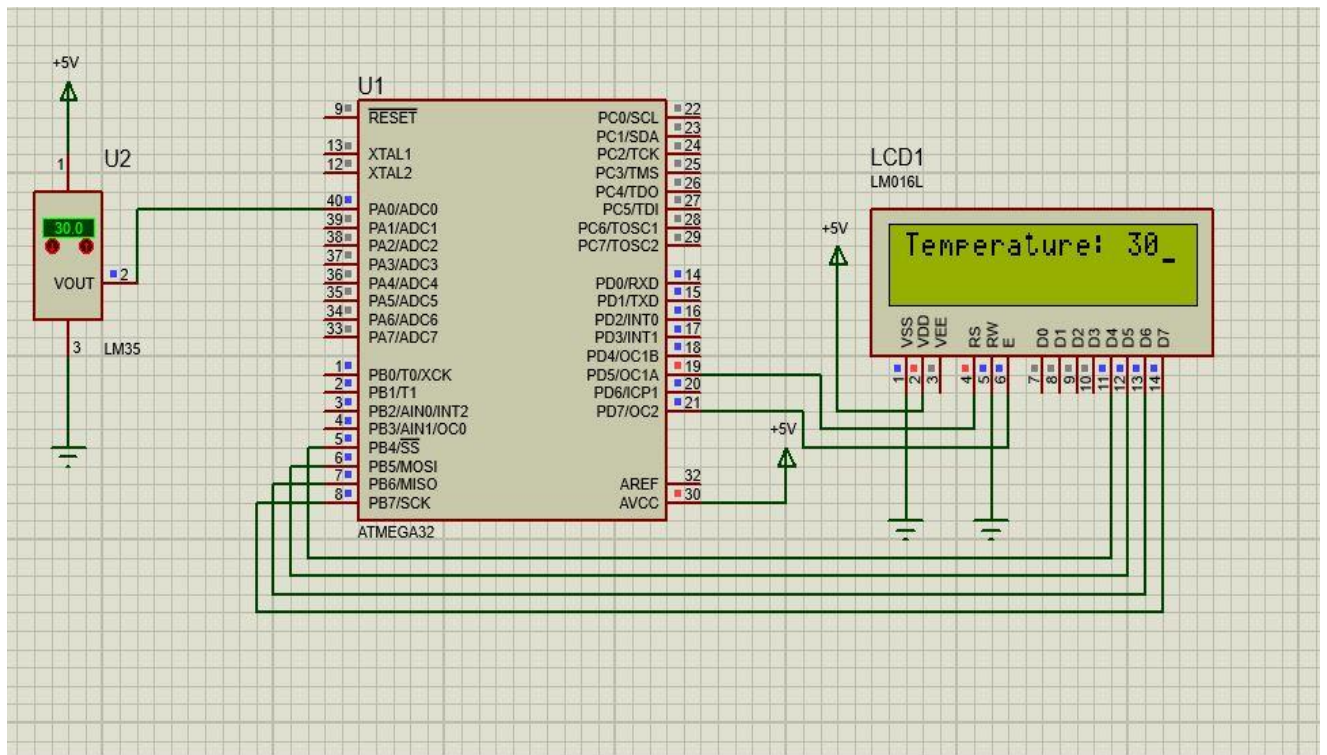 +5V
U1
U2
1
30.0
VOUT
2
3
LM35
9 RESET
13 XTAL1
12 XTAL2
40 PA0/ADC0
39 PA1/ADC1
38 PA2/ADC2
37 PA3/ADC3
36 PA4/ADC4
35 PA5/ADC5
34 PA6/ADC6
33 PA7/ADC7
1 PB0/T0/XCK
2 PB1/T1
3 PB2/AIN0/INT2
4 PB3/AIN1/OC0
5 PB4/SS
6 PB5/MOSI
7 PB6/MISO
8 PB7/SCK
PC0/SCL 22
PC1/SDA 23
PC2/TCK 24
PC3/TMS 25
PC4/TDO 26
PC5/TDI 27
PC6/TOSC1 28
PC7/TOSC2 29
PD0/RXD 14
PD1/TXD 15
PD2/INT0 16
PD3/INT1 17
PD4/OC1B 18
PD5/OC1A 19
PD6/ICP1 20
PD7/OC2 21
AREF 32
AVCC 30
ATMEGA32
+5V
+5V
LCD1
LM016L
Temperature: 30_
VSS VDD VEE RS RW E D0 D1 D2 D3 D4 D5 D6 D7
1 2 3 4 5 6 7 8 9 10 11 12 13 14